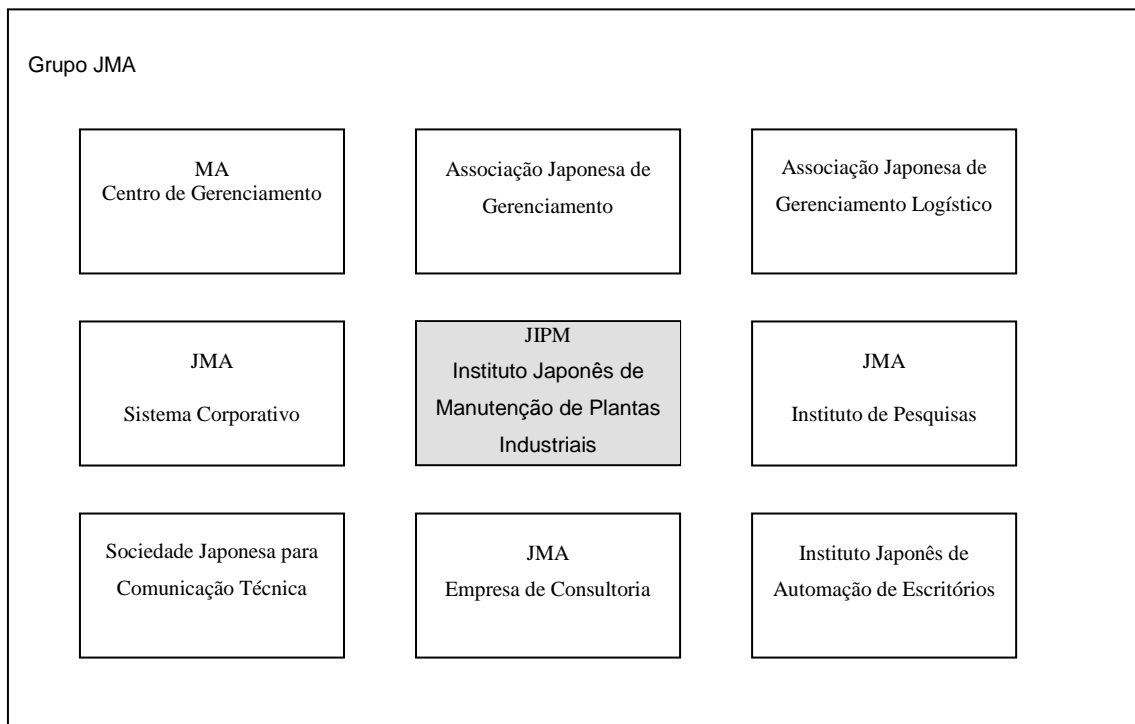 Grupo JMA
MA
Centro de Gerenciamento
Associação Japonesa de
Gerenciamento
Associação Japonesa de
Gerenciamento Logístico
JMA
Sistema Corporativo
JIPM
Instituto Japonês de
Manutenção de Plantas
Industriais
JMA
Instituto de Pesquisas
Sociedade Japonesa para
Comunicação Técnica
JMA
Empresa de Consultoria
Instituto Japonês de
Automação de Escritórios